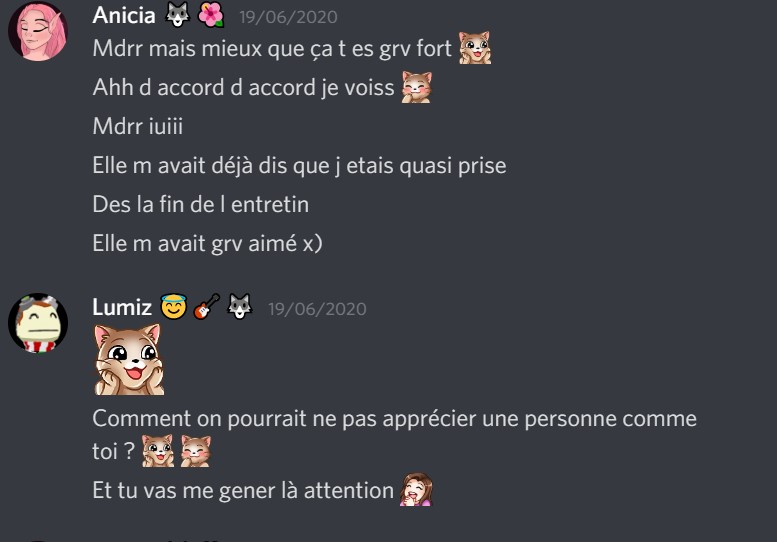 Anicia 🐺 🌺 19/06/2020
Mdrr mais mieux que ça t es grv fort
Ahh d accord d accord je voiss
Mdrr iuiii
Elle m avait déjà dis que j etais quasi prise
Des la fin de l entretin
Elle m avait grv aimé x)
Lumiz 😇 🎸 🐺 19/06/2020
Comment on pourrait ne pas apprécier une personne comme
toi ?
Et tu vas me gener là attention